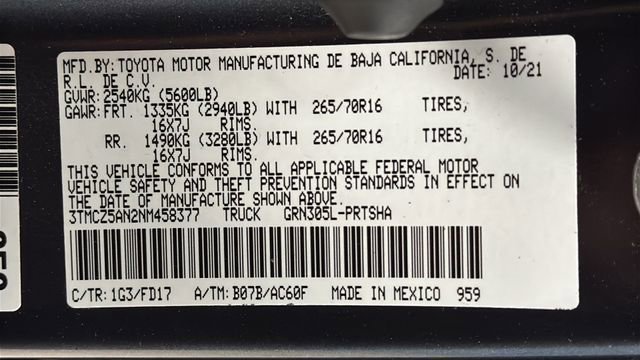 MFD.BY:TOYOTA MOTOR MANUFACTURING DE BAJA CALIFORNIA, S. DE
R.L. DE C.V. DATE: 10/21
GVWR:2540KG (5600LB)
GAWR:FRT. 1335KG (2940LB) WITH 265/70R16 TIRES,
16X7J RIMS.
RR. 1490KG (3280LB) WITH 265/70R16 TIRES,
16X7J RIMS.
THIS VEHICLE CONFORMS TO ALL APPLICABLE FEDERAL MOTOR
VEHICLE SAFETY AND THEFT PREVENTION STANDARDS IN EFFECT ON
THE DATE OF MANUFACTURE SHOWN ABOVE.
3TMCZ5AN2NM458377 TRUCK GRN305L-PRTSHA
C/TR:1G3/FD17 A/TM:B07B/AC60F MADE IN MEXICO 959